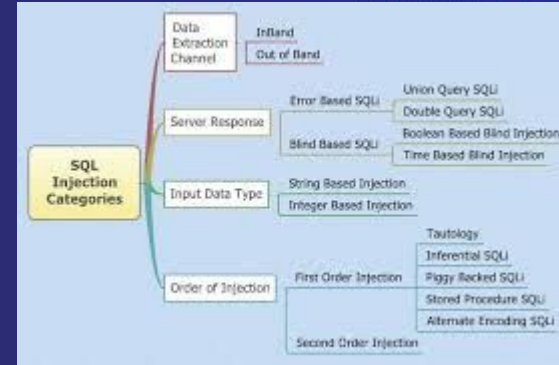 SQL
Injection
Categories
Data
Extraction
Channel
InBand
Out of Band
Server Response
Error Based SQLi
Union Query SQLi
Double Query SQLi
Blind Based SQLi
Boolean Based Blind Injection
Time Based Blind Injection
Input Data Type
String Based Injection
Integer Based Injection
Order of Injection
First Order Injection
Tautology
Inferential SQLi
Piggy Backed SQLi
Stored Procedure SQLi
Alternate Encoding SQLi
Second Order Injection